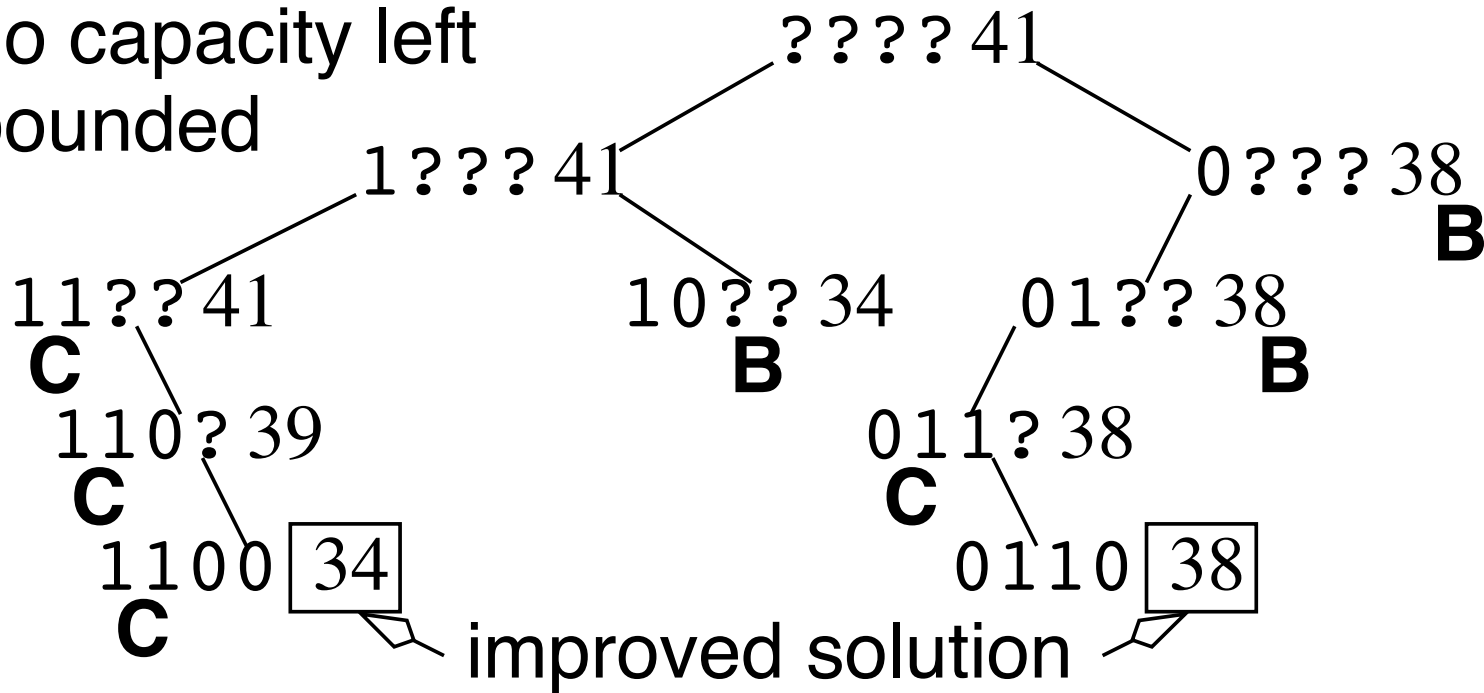 o capacity left
ounded
???? 41
1??? 41
0??? 38
B
11?? 41
10?? 34
01?? 38
C
B
B
110? 39
011? 38
C
C
1100 34
0110 38
C
improved solution